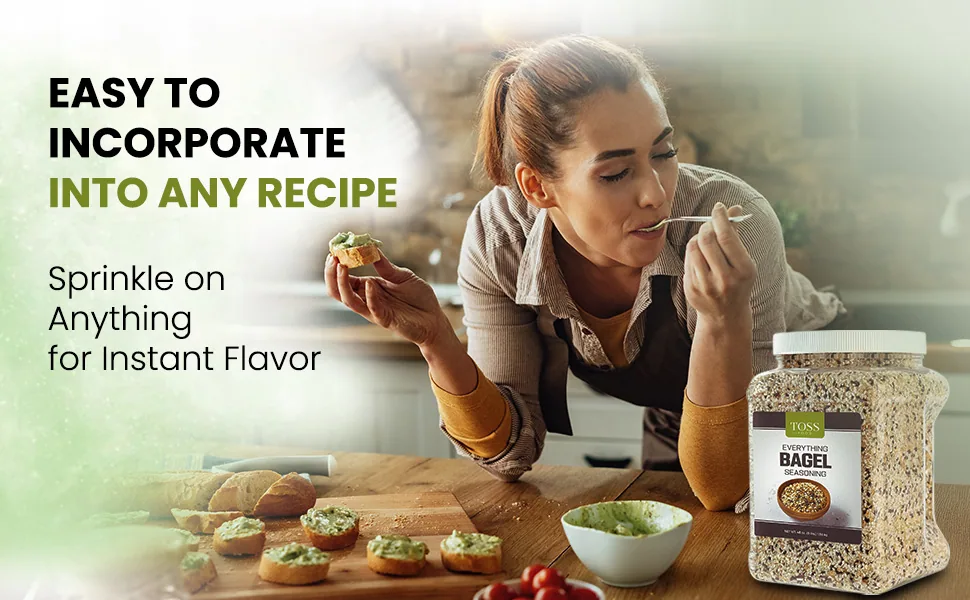 EASY TO
INCORPORATE
INTO ANY RECIPE
Sprinkle on
Anything
for Instant Flavor
TOSS
EVERYTHING
BAGEL
SEASONING